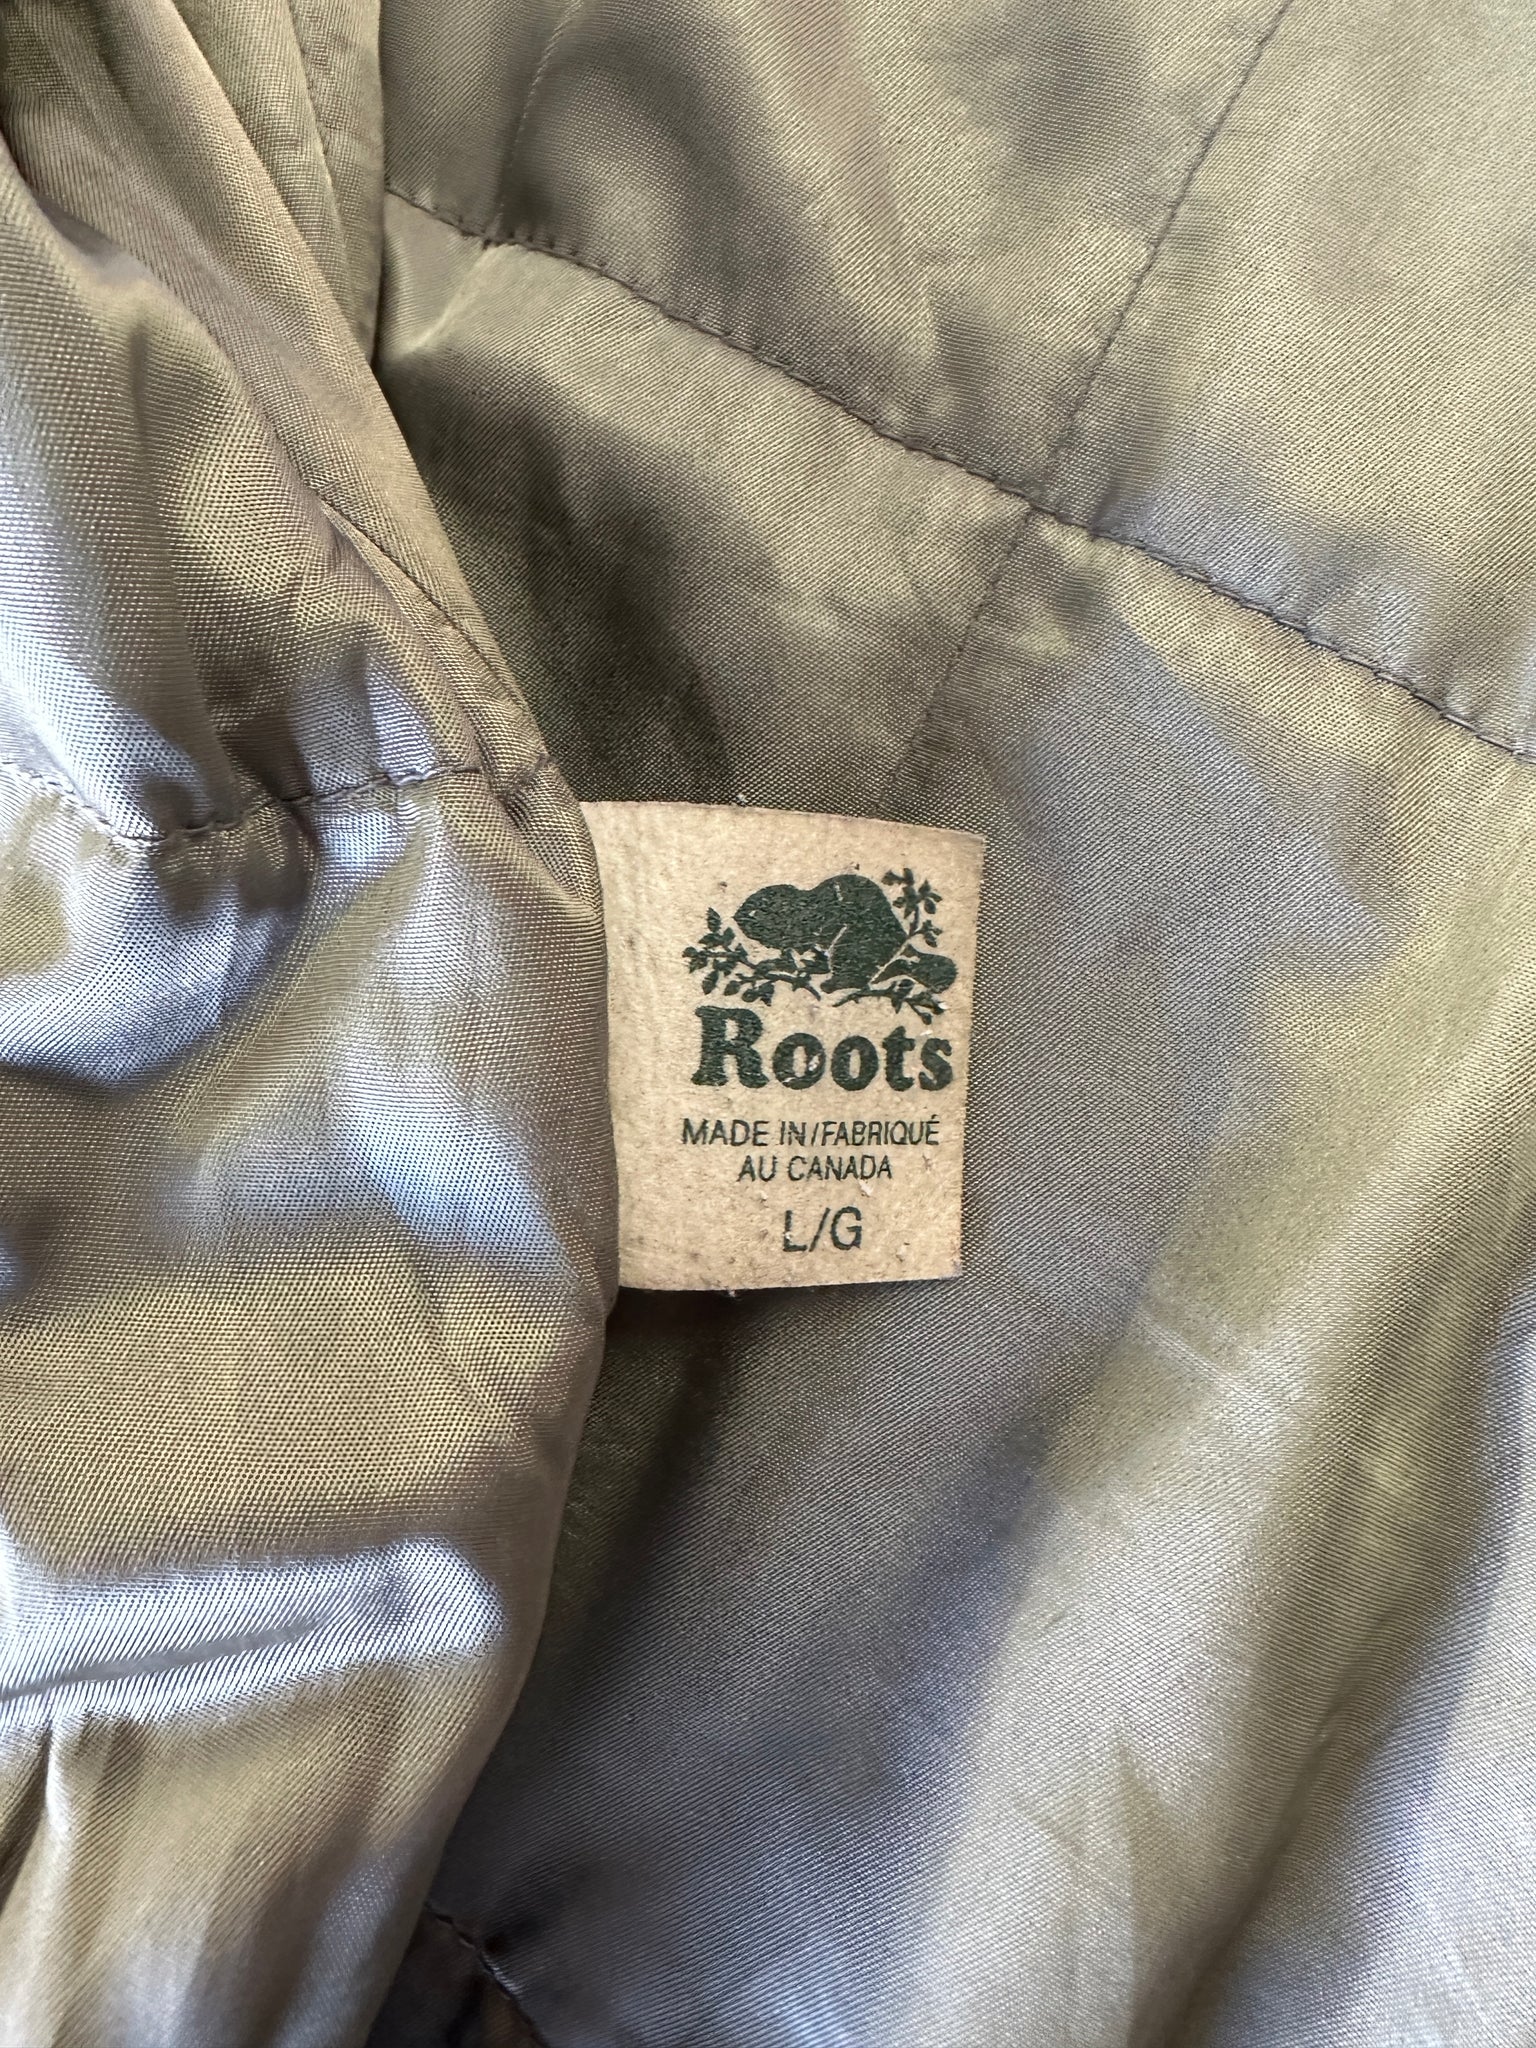 Roots
MADE IN/FABRIQUÉ
AU CANADA
L/G